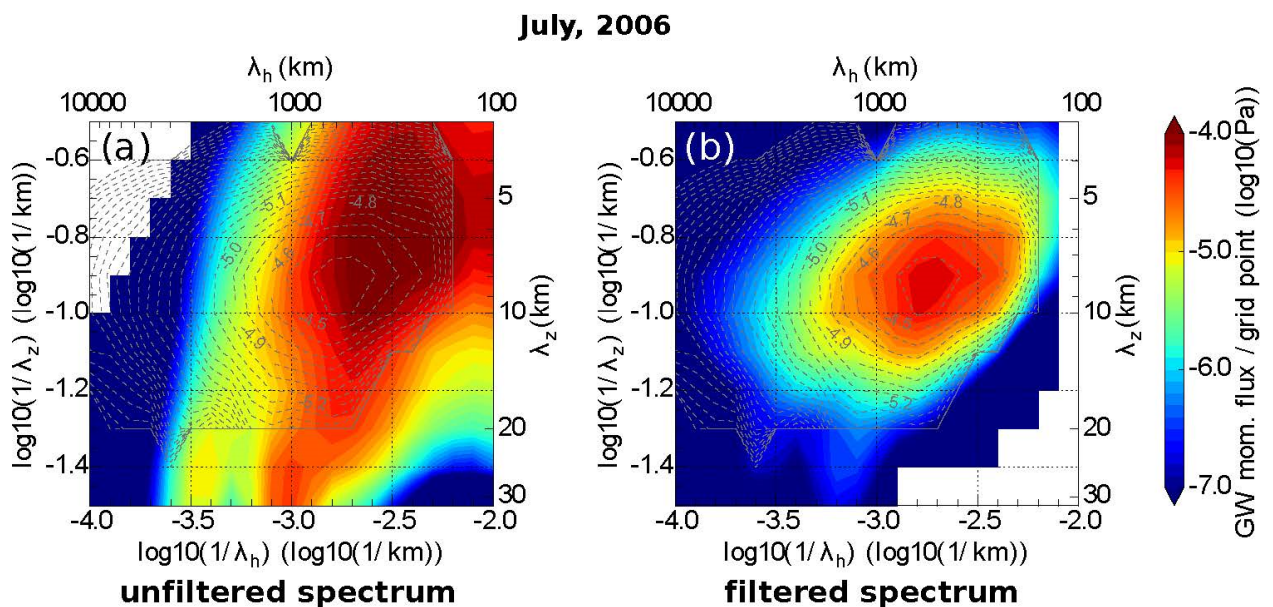 July, 2006
λh (km)
10000 1000 100
(a)
-0.6
-0.8
-1.0
-1.2
-1.4
log10(1/λz) (log10(1/km))
5
10
20
30
λz(km)
-5.1
-4.8
-4.7
-5.0
-4.6
-4.5
-4.9
-5.2
-4.0 -3.5 -3.0 -2.5 -2.0
log10(1/λh) (log10(1/km))
unfiltered spectrum
λh (km)
10000 1000 100
(b)
-0.6
-0.8
-1.0
-1.2
-1.4
log10(1/λz) (log10(1/km))
5
10
20
30
λz(km)
-5.1
-4.8
-4.7
-5.0
-4.6
-4.9
-5.2
-4.0 -3.5 -3.0 -2.5 -2.0
log10(1/λh) (log10(1/km))
filtered spectrum
-4.0
-5.0
-6.0
-7.0
GW mom. flux / grid point (log10(Pa))